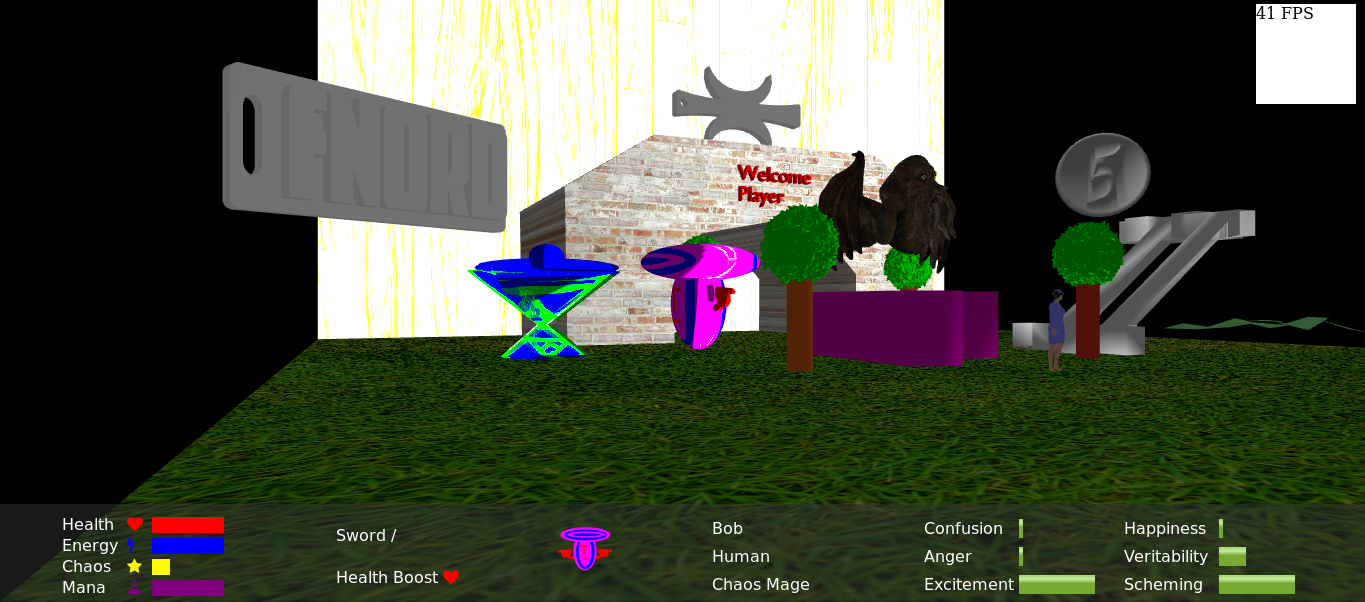 41 FPS
LENORD
Welcome
Player
5
Health
Energy
Chaos
Mana
Sword /
Health Boost
Bob
Human
Chaos Mage
Confusion
Anger
Excitement
Happiness
Veritability
Scheming